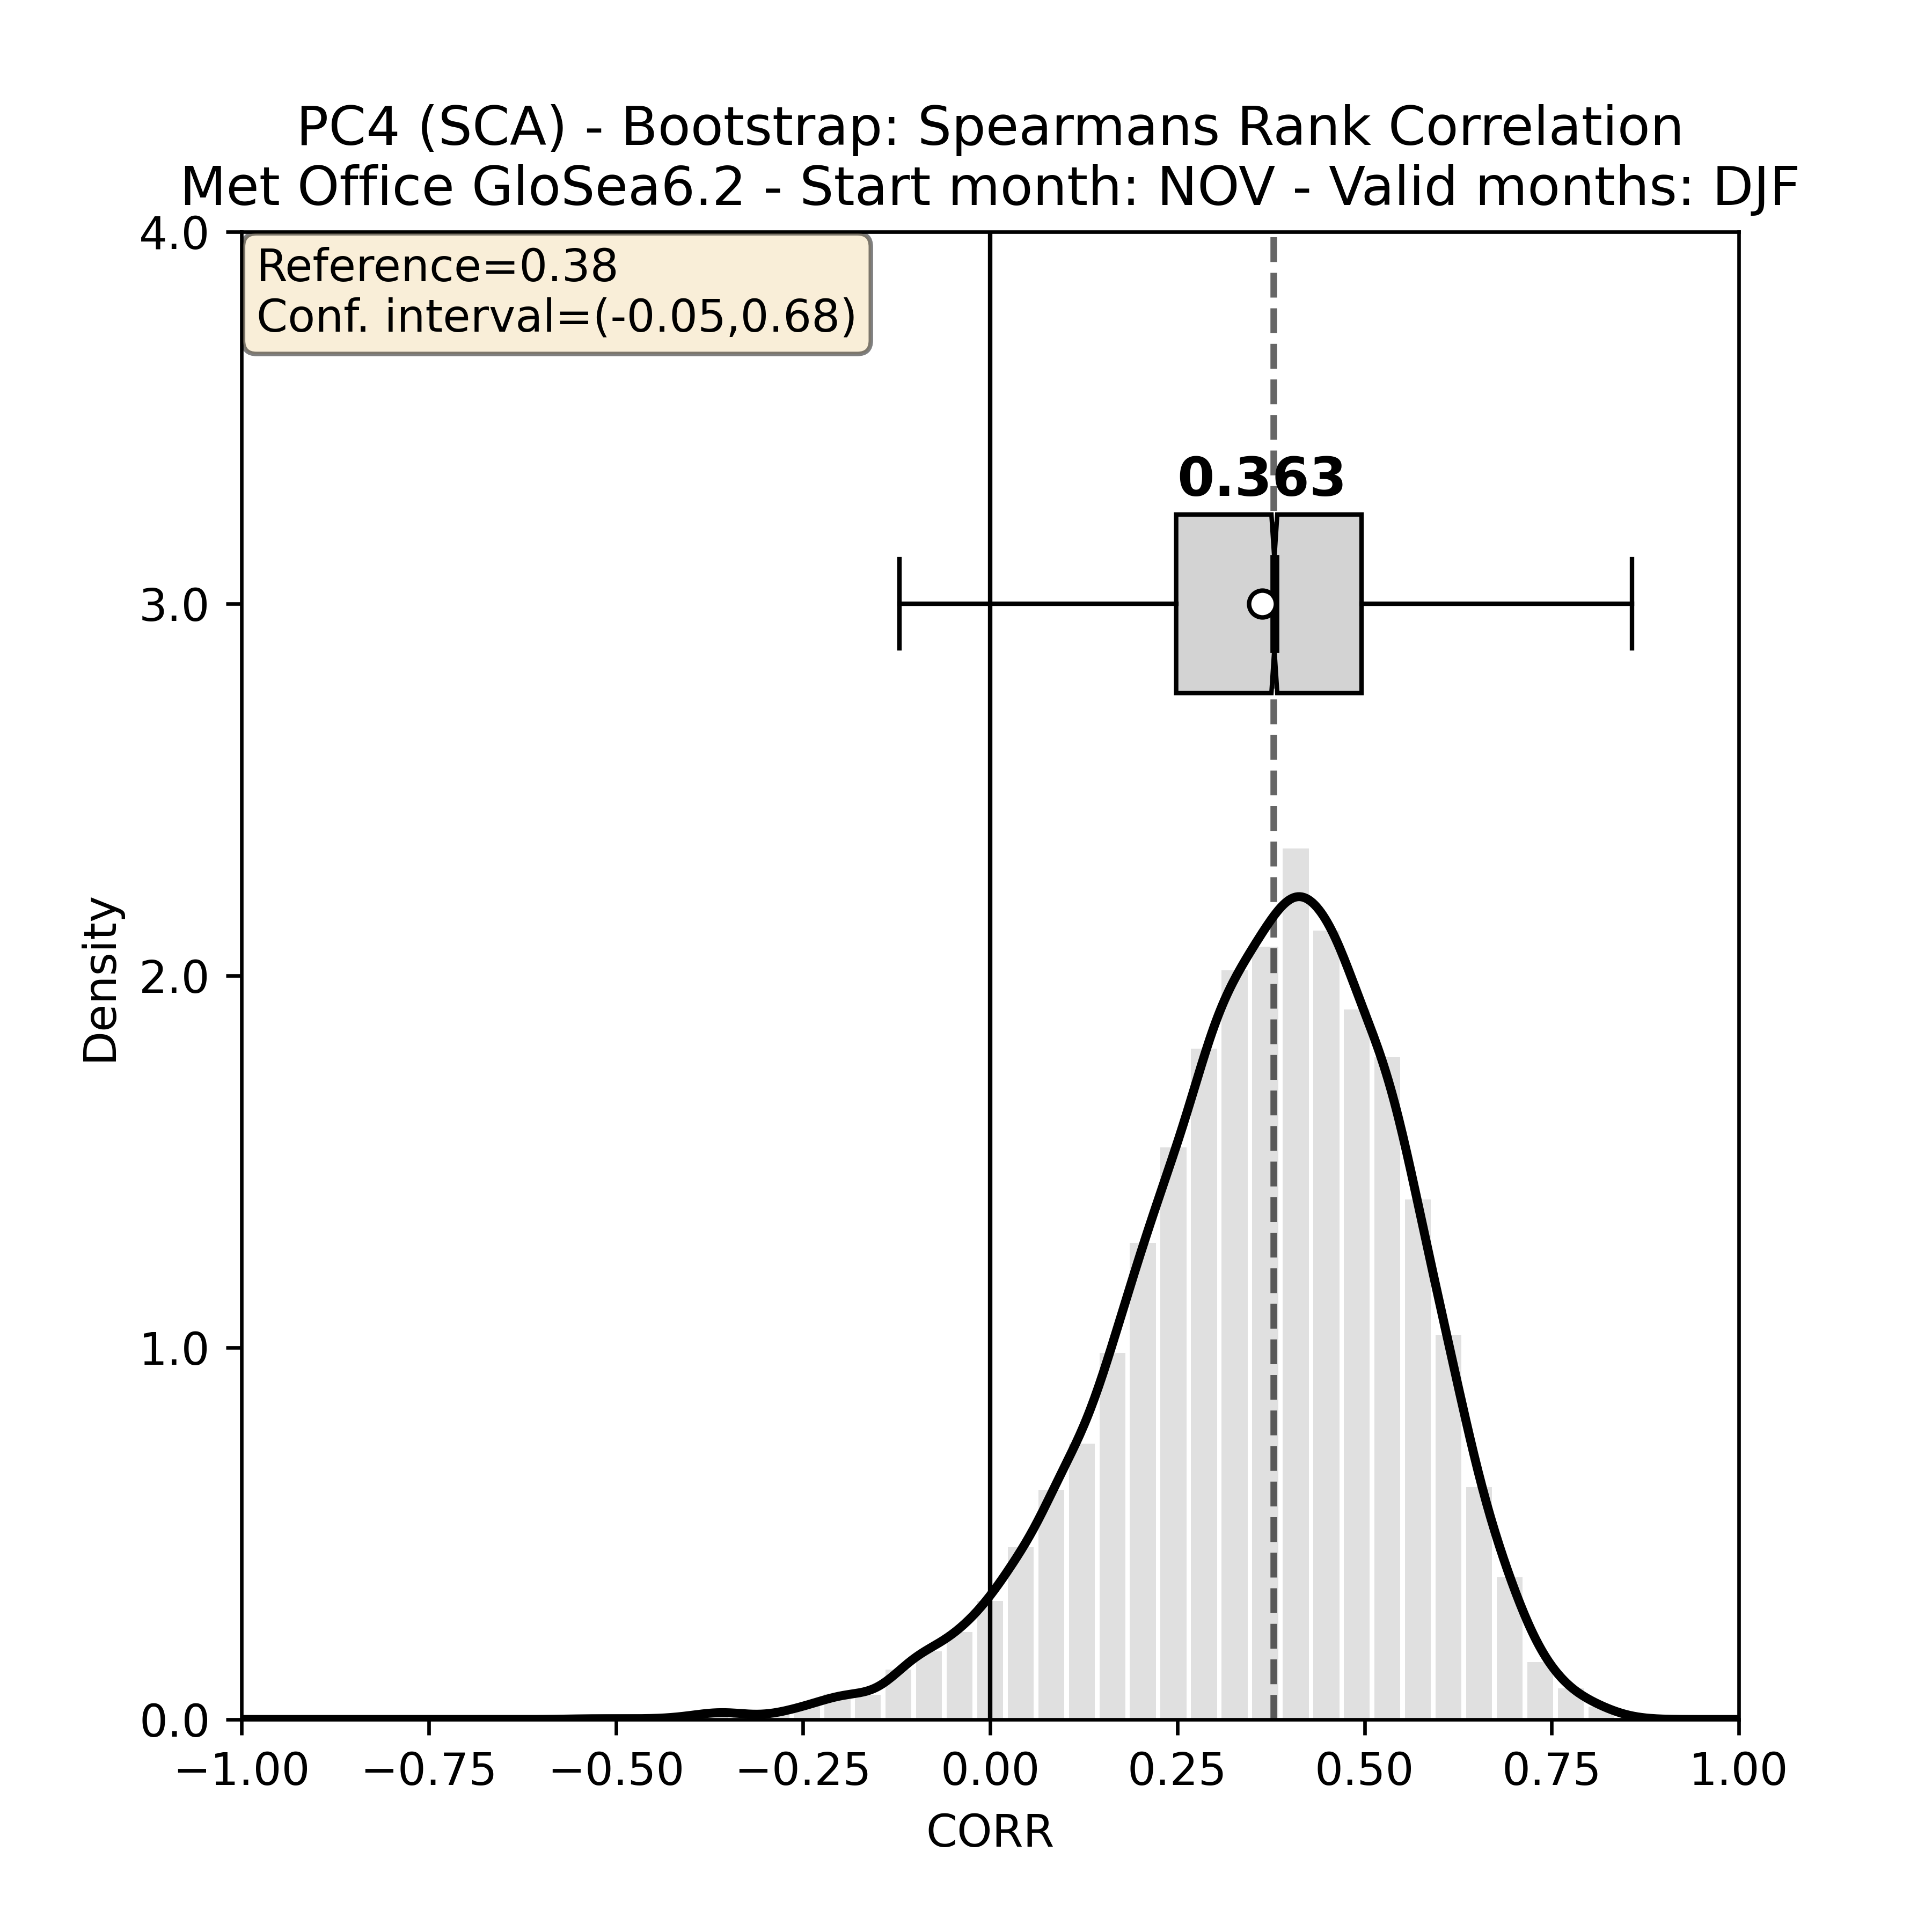 PC4 (SCA) - Bootstrap: Spearmans Rank Correlation
Met Office GloSea6.2 - Start month: NOV - Valid months: DJF
4.0
Reference=0.38
Conf. interval=(-0.05,0.68)
0.363
3.0
Density
2.0
1.0
0.0
−1.00 −0.75 −0.50 −0.25 0.00 0.25 0.50 0.75 1.00
CORR